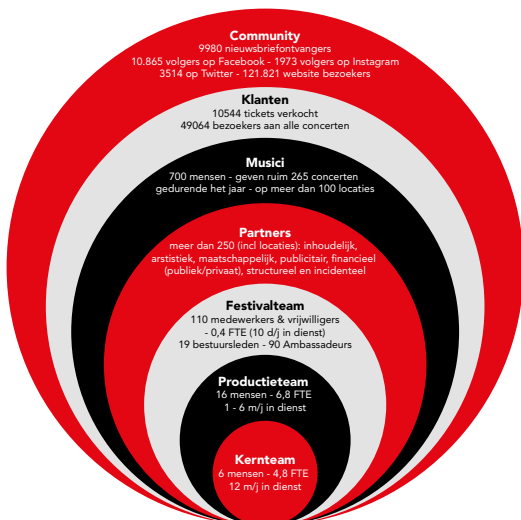 Community
9980 nieuwsbriefontvangers
10.865 volgers op Facebook - 1973 volgers op Instagram
3514 op Twitter - 121.821 website bezoekers
Klanten
10544 tickets verkocht
49064 bezoekers aan alle concerten
Musici
700 mensen - geven ruim 265 concerten
gedurende het jaar - op meer dan 100 locaties
Partners
meer dan 250 (incl locaties): inhoudelijk,
arstistiek, maatschappelijk, publicitair, financieel
(publiek/privaat), structureel en incidenteel
Festivalteam
110 medewerkers & vrijwilligers
- 0,4 FTE (10 d/j in dienst)
19 bestuursleden - 90 Ambassadeurs
Productieteam
16 mensen - 6,8 FTE
1 - 6 m/j in dienst
Kernteam
6 mensen - 4,8 FTE
12 m/j in dienst